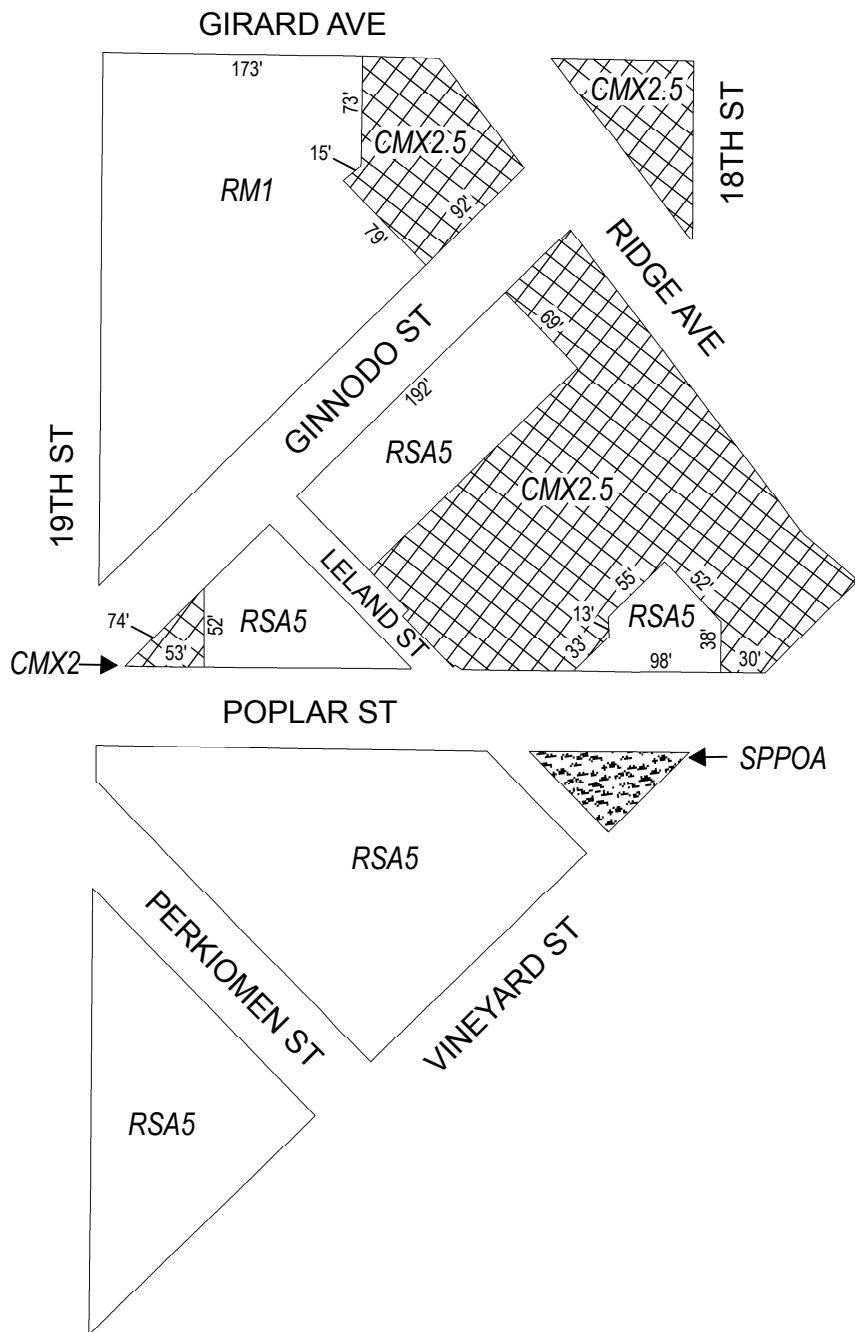 GIRARD AVE
173'
73'
CMX2.5
CMX2.5
18TH ST
15'
RM1
92'
79'
RIDGE AVE
69'
GINNODO ST
192'
RSA5
CMX2.5
19TH ST
LELAND ST
55'
52'
RSA5
13'
33'
38'
98'
30'
74'
52'
RSA5
53'
CMX2
POPLAR ST
SPPOA
RSA5
PERKIOMEN ST
VINEYARD ST
RSA5